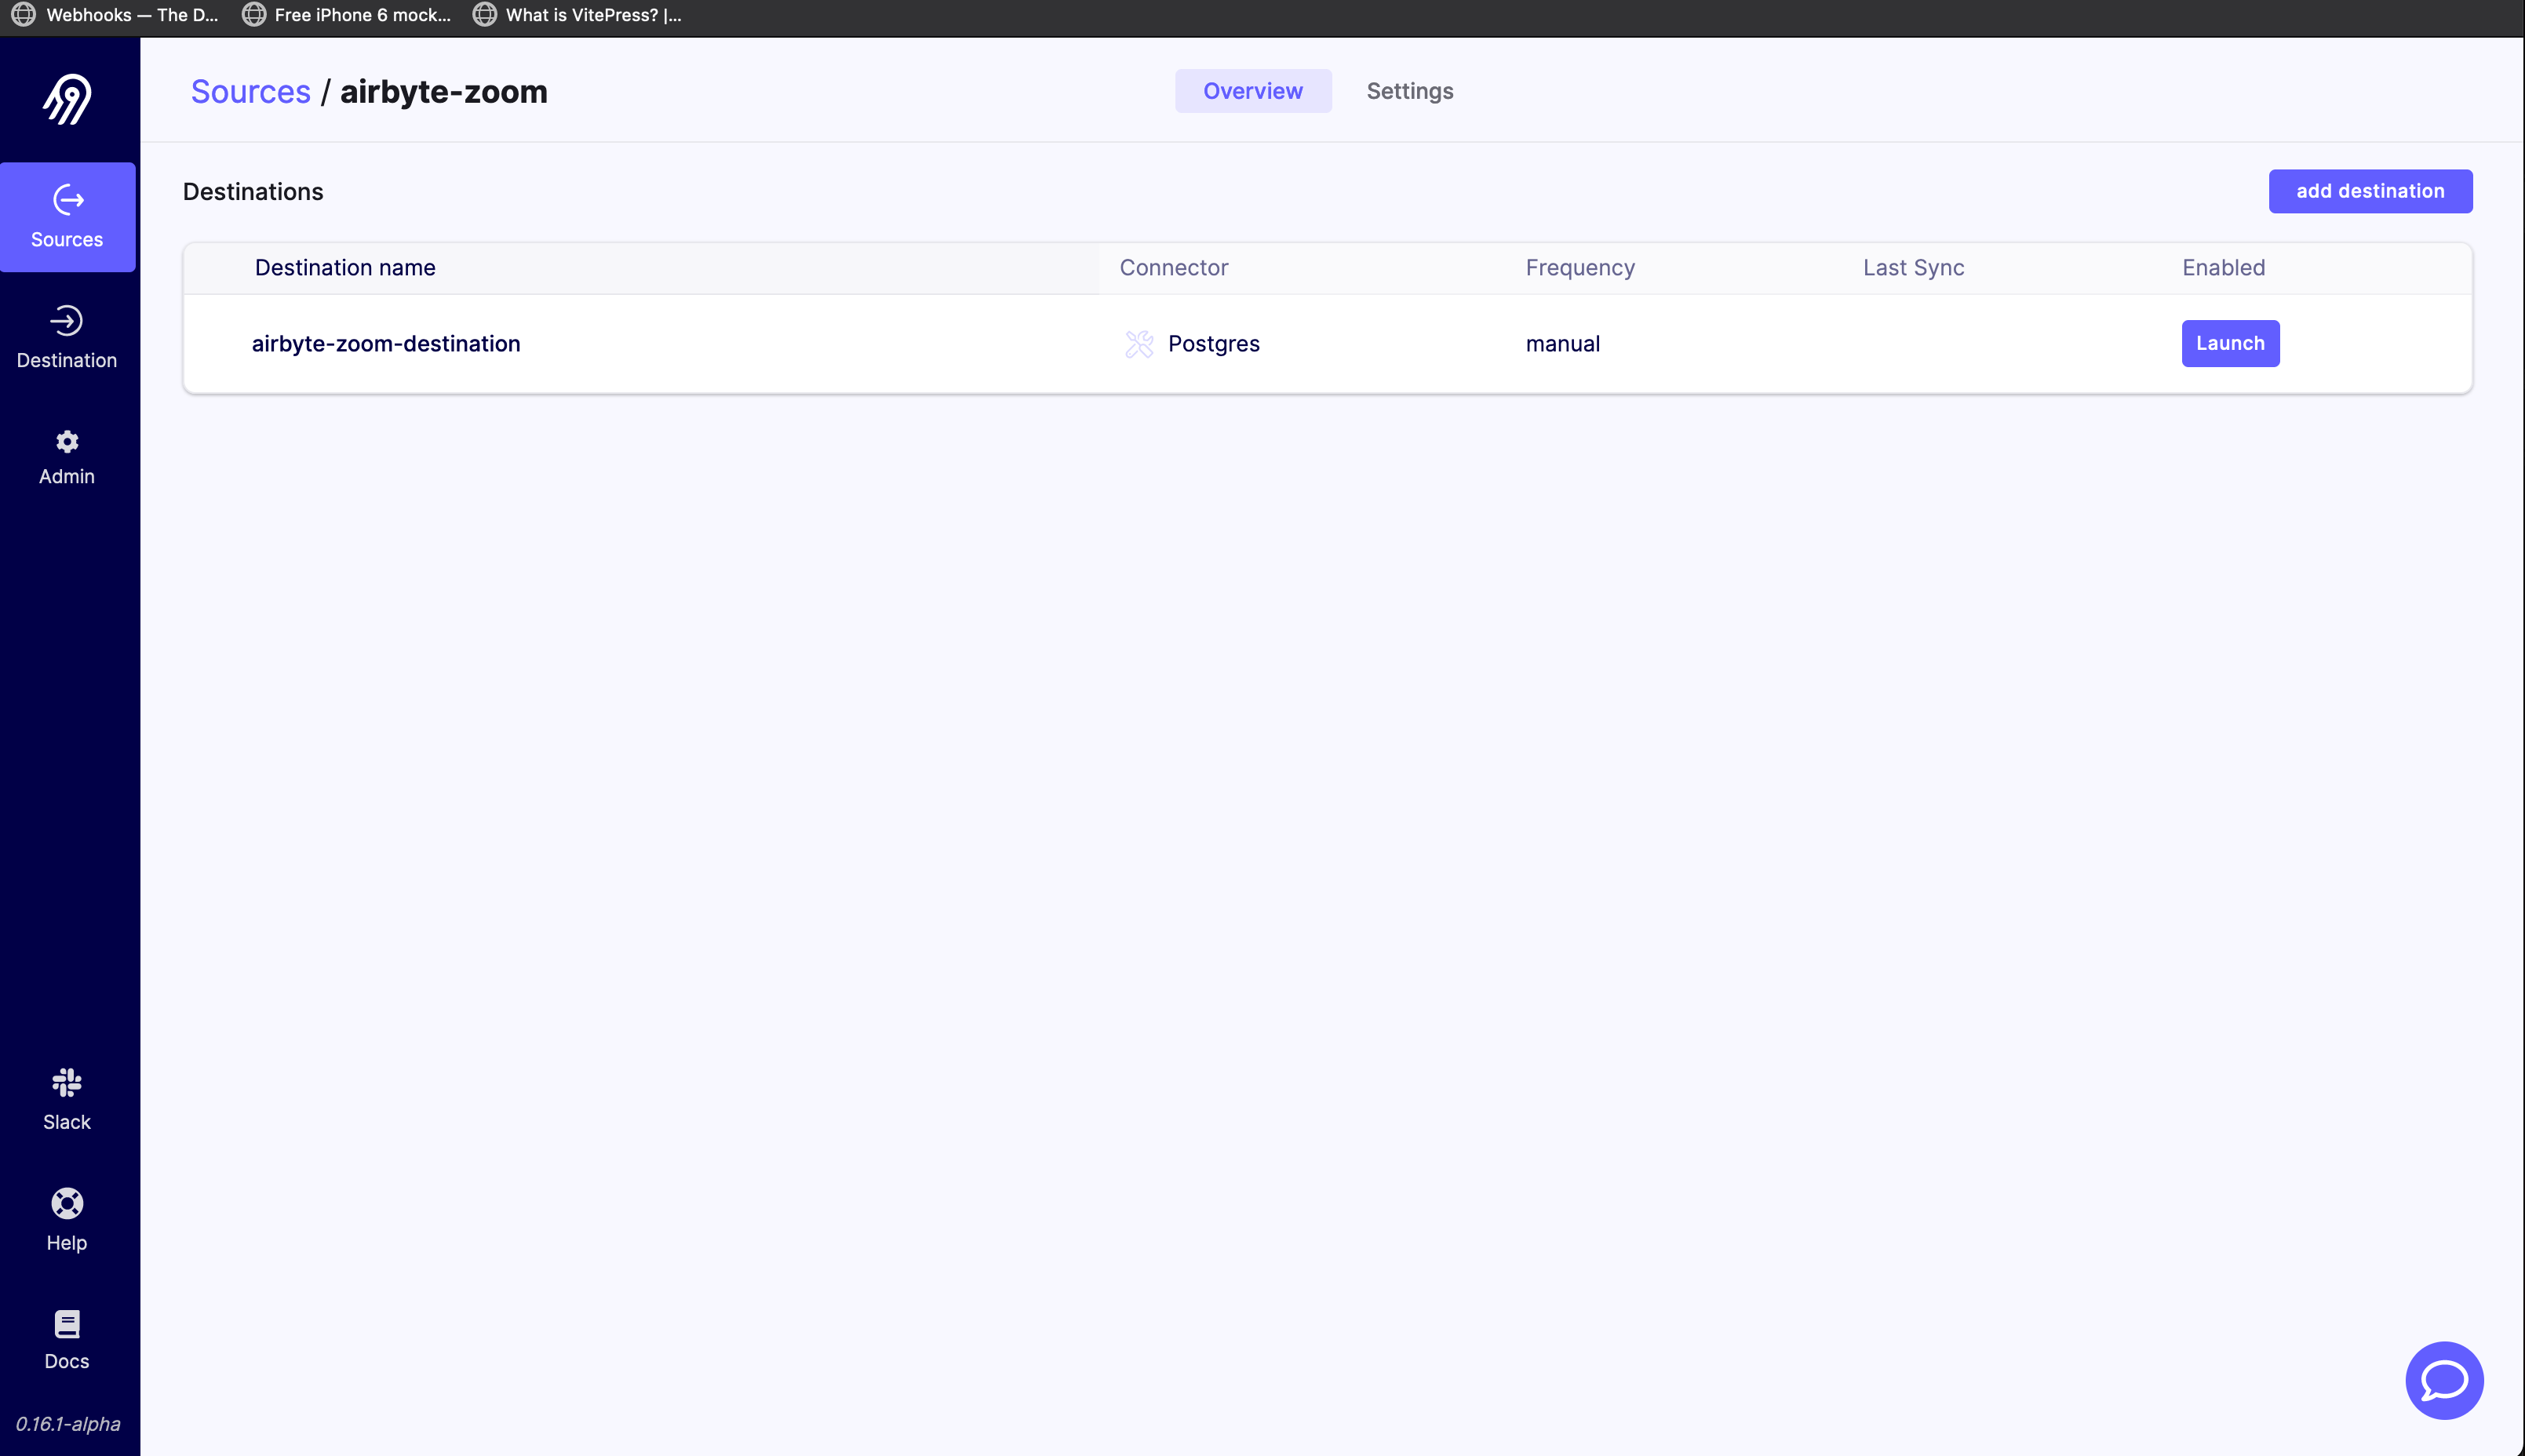 Webhooks — The D... Free iPhone 6 mock... What is VitePress? |...
Sources / airbyte-zoom
Overview Settings
Sources
Destination
Admin
Destinations
add destination
Destination name Connector Frequency Last Sync Enabled
airbyte-zoom-destination Postgres manual Launch
Slack
Help
Docs
0.16.1-alpha